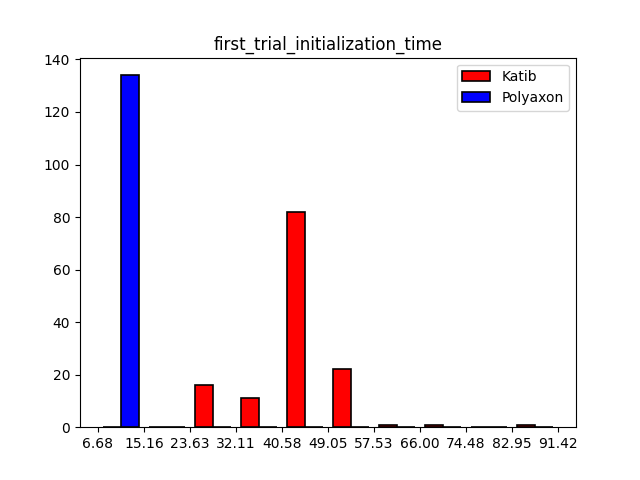 first_trial_initialization_time
Katib
Polyaxon
140
120
100
80
60
40
20
0
6.68 15.16 23.63 32.11 40.58 49.05 57.53 66.00 74.48 82.95 91.42